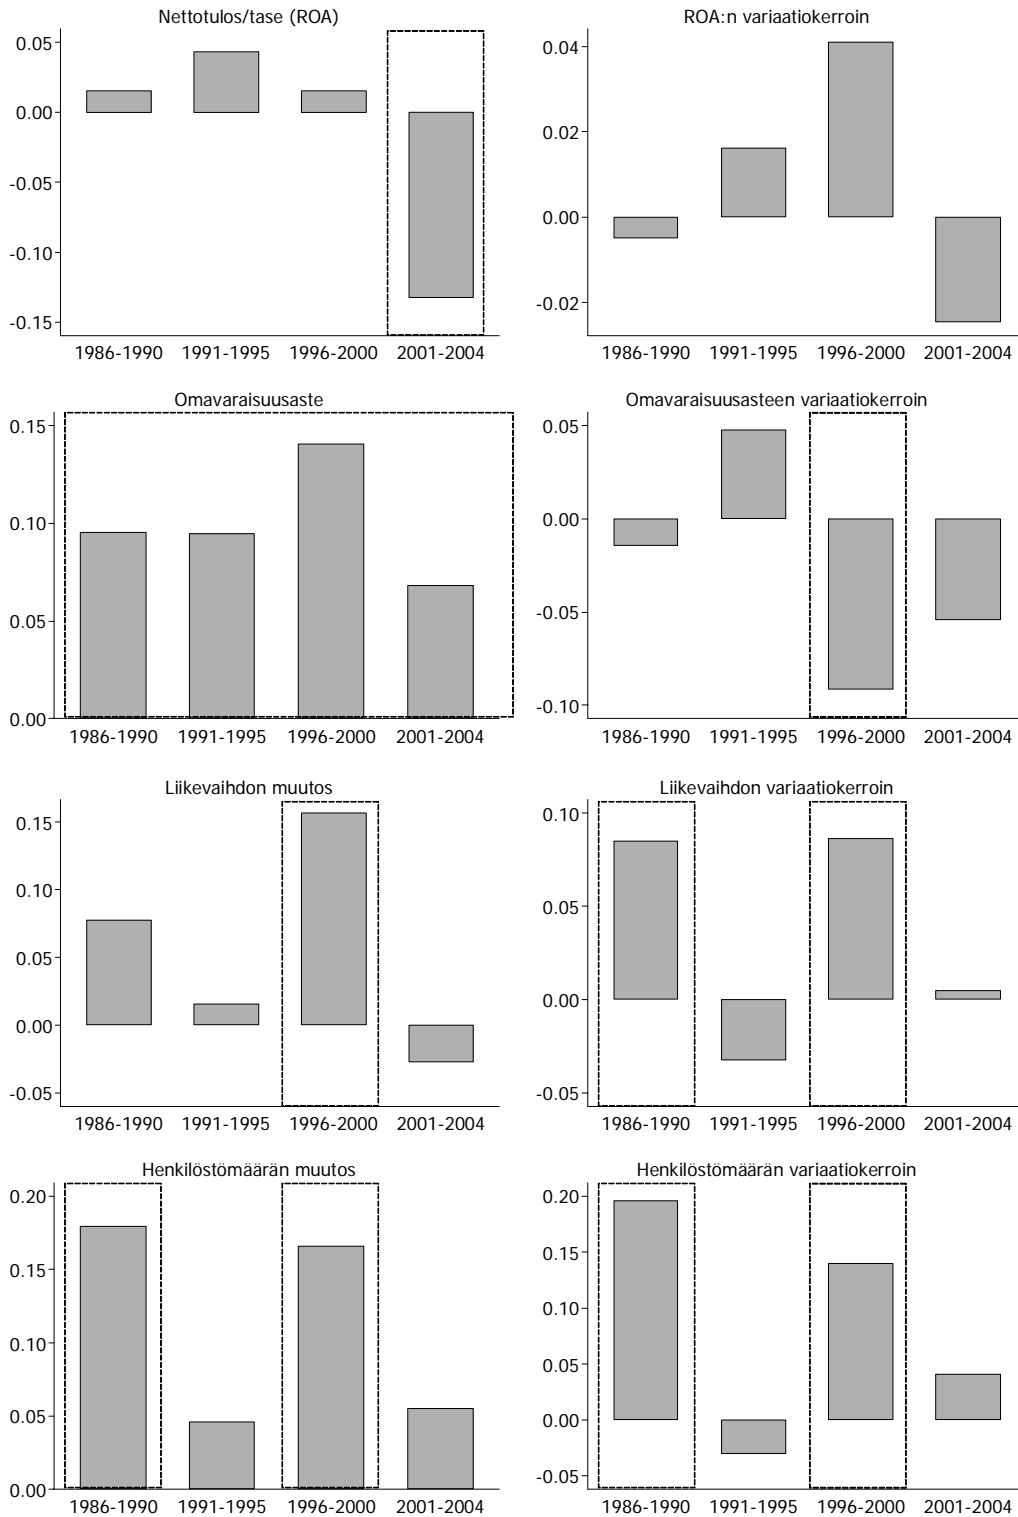 Nettotulos/tase (ROA)
0.05
0.00
-0.05
-0.10
-0.15
1986-1990 1991-1995 1996-2000 2001-2004
ROA:n variaatiokerroin
0.04
0.02
0.00
-0.02
1986-1990 1991-1995 1996-2000 2001-2004
Omavaraisuusaste
0.15
0.10
0.05
0.00
1986-1990 1991-1995 1996-2000 2001-2004
Omavaraisuusasteen variaatiokerroin
0.05
0.00
-0.05
-0.10
1986-1990 1991-1995 1996-2000 2001-2004
Liikevaihdon muutos
0.15
0.10
0.05
0.00
-0.05
1986-1990 1991-1995 1996-2000 2001-2004
Liikevaihdon variaatiokerroin
0.10
0.05
0.00
-0.05
1986-1990 1991-1995 1996-2000 2001-2004
Henkilöstömäärän muutos
0.20
0.15
0.10
0.05
0.00
1986-1990 1991-1995 1996-2000 2001-2004
Henkilöstömäärän variaatiokerroin
0.20
0.15
0.10
0.05
0.00
-0.05
1986-1990 1991-1995 1996-2000 2001-2004